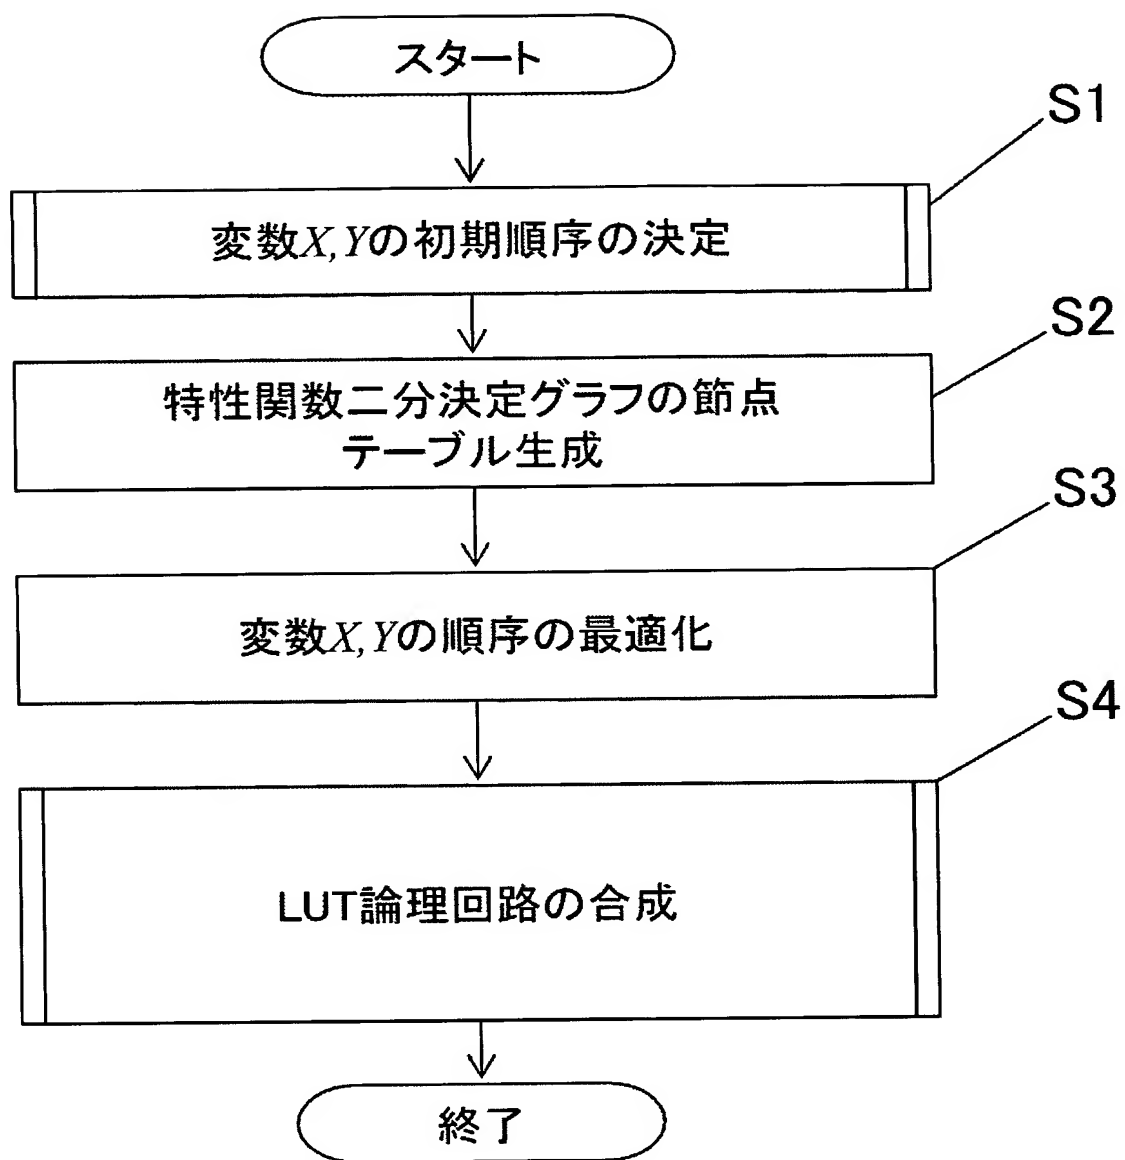 スタート
S1
変数X,Yの初期順序の決定
S2
特性関数二分決定グラフの節点
テーブル生成
S3
変数X,Yの順序の最適化
S4
LUT論理回路の合成
終了